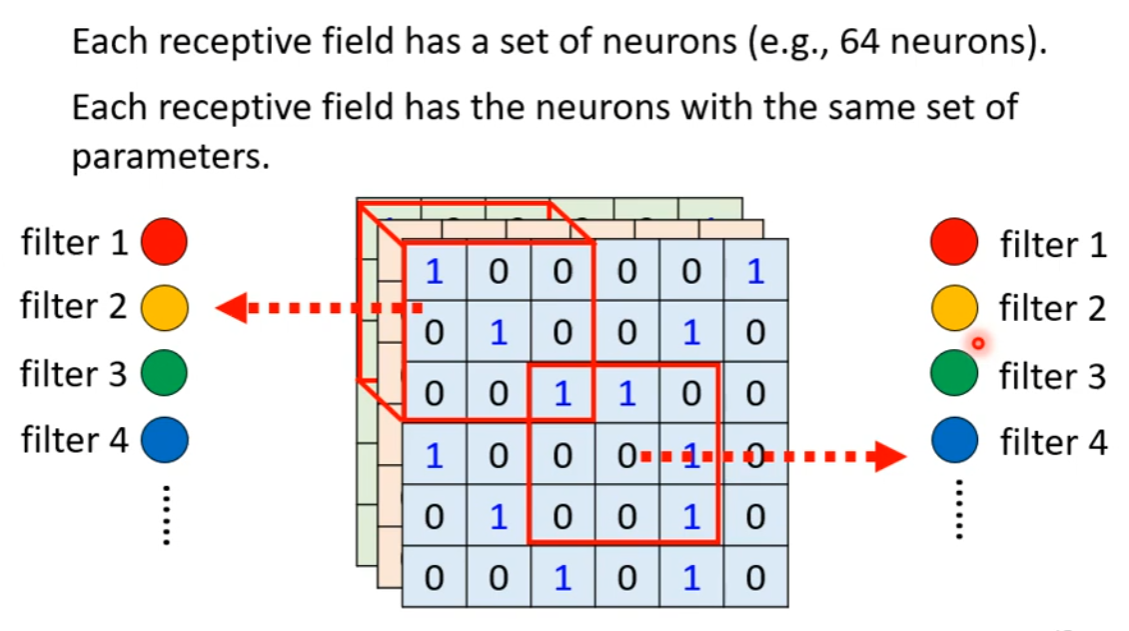 Each receptive field has a set of neurons (e.g., 64 neurons).
Each receptive field has the neurons with the same set of
parameters.
filter 1
filter 2
filter 3
filter 4
1 0 0 0 0 1
0 1 0 0 1 0
0 0 1 1 0 0
1 0 0 0 1 0
0 1 0 0 1 0
0 0 1 0 1 0
filter 1
filter 2
filter 3
filter 4